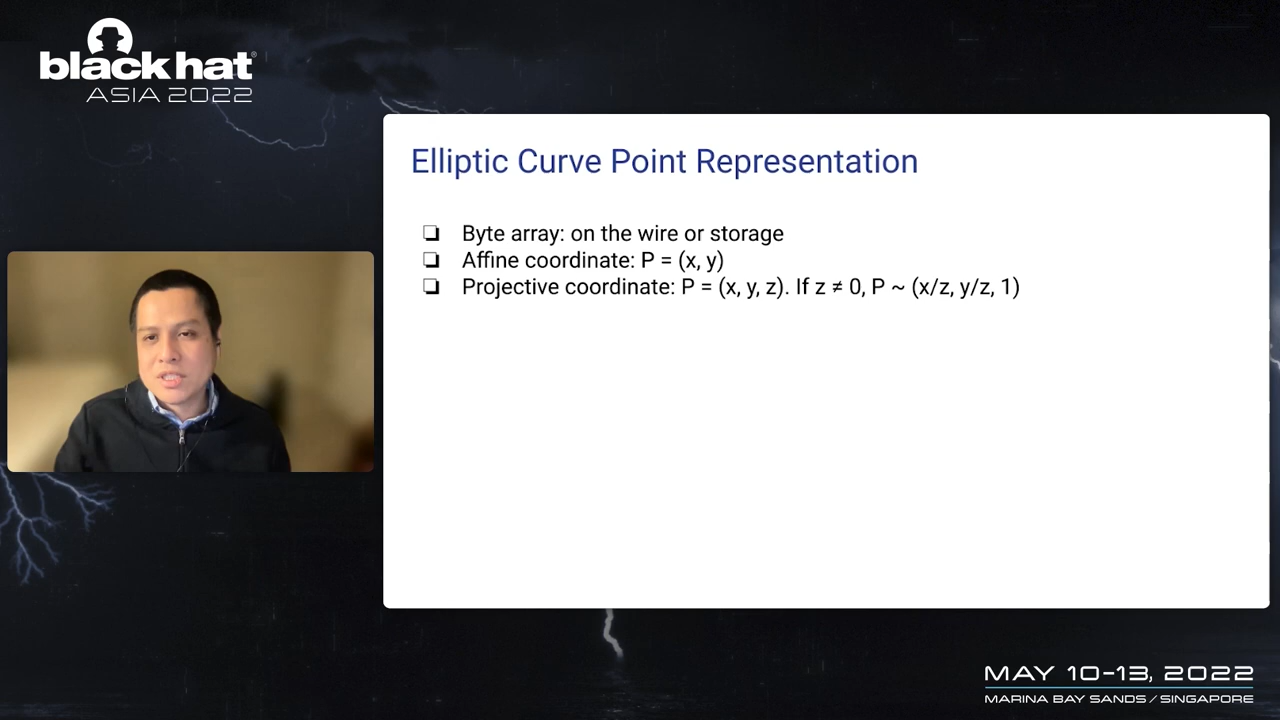 black hat®
ASIA 2022
Elliptic Curve Point Representation
❏ Byte array: on the wire or storage
❏ Affine coordinate: P = (x, y)
❏ Projective coordinate: P = (x, y, z). If z ≠ 0, P ~ (x/z, y/z, 1)
MAY 10-13, 2022
MARINA BAY SANDS / SINGAPORE